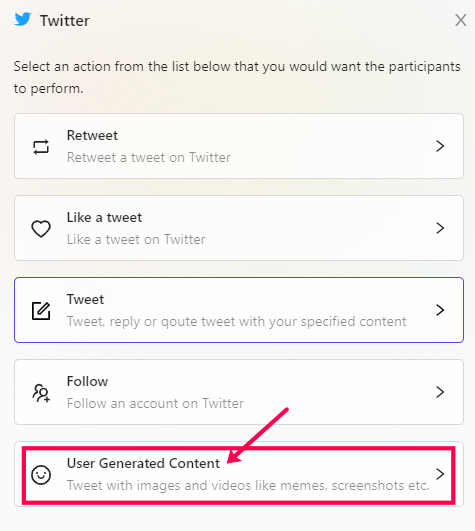 Twitter X
Select an action from the list below that you would want the participants
to perform.
Retweet
Retweet a tweet on Twitter
Like a tweet
Like a tweet on Twitter
Tweet
Tweet, reply or qoute tweet with your specified content
Follow
Follow an account on Twitter
User Generated Content
Tweet with images and videos like memes, screenshots etc.